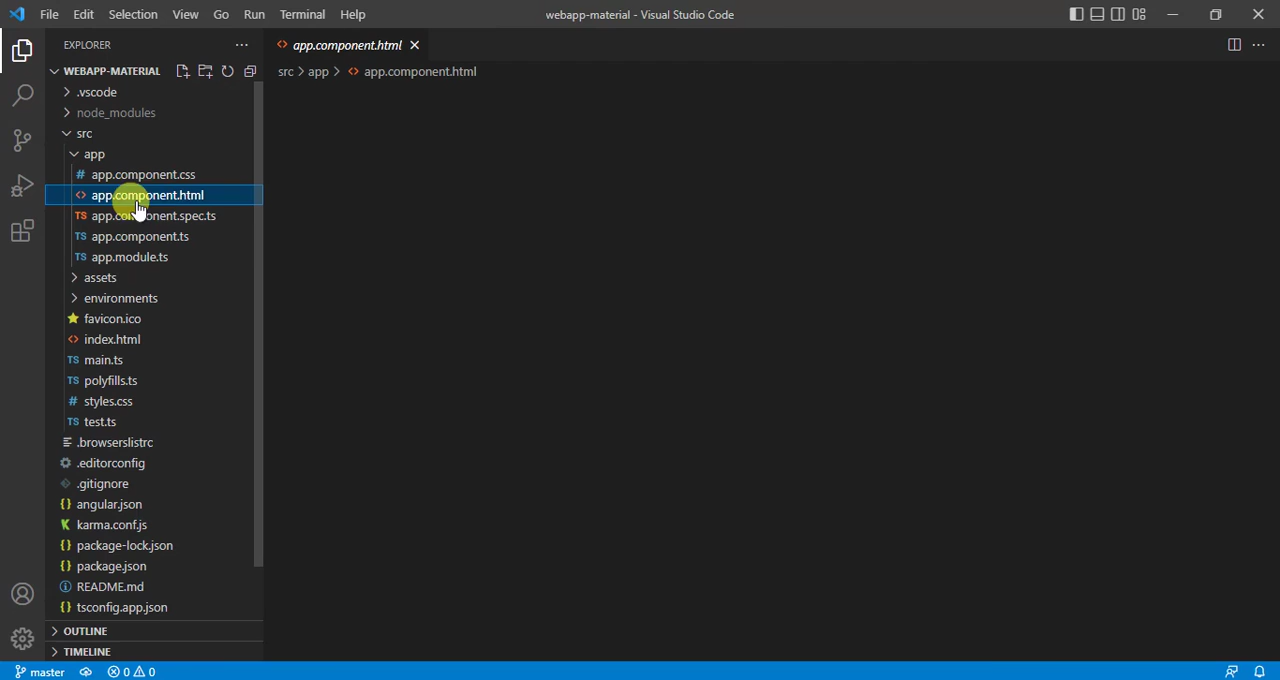 File Edit Selection View Go Run Terminal Help
webapp-material - Visual Studio Code
EXPLORER
app.component.html
WEBAPP-MATERIAL
src > app > app.component.html
.vscode
node_modules
src
app
app.component.css
app.component.html
app.component.spec.ts
app.component.ts
app.module.ts
assets
environments
favicon.ico
index.html
main.ts
polyfills.ts
styles.css
test.ts
.browserslistrc
.editorconfig
.gitignore
angular.json
karma.conf.js
package-lock.json
package.json
README.md
tsconfig.app.json
OUTLINE
TIMELINE
master 0 0